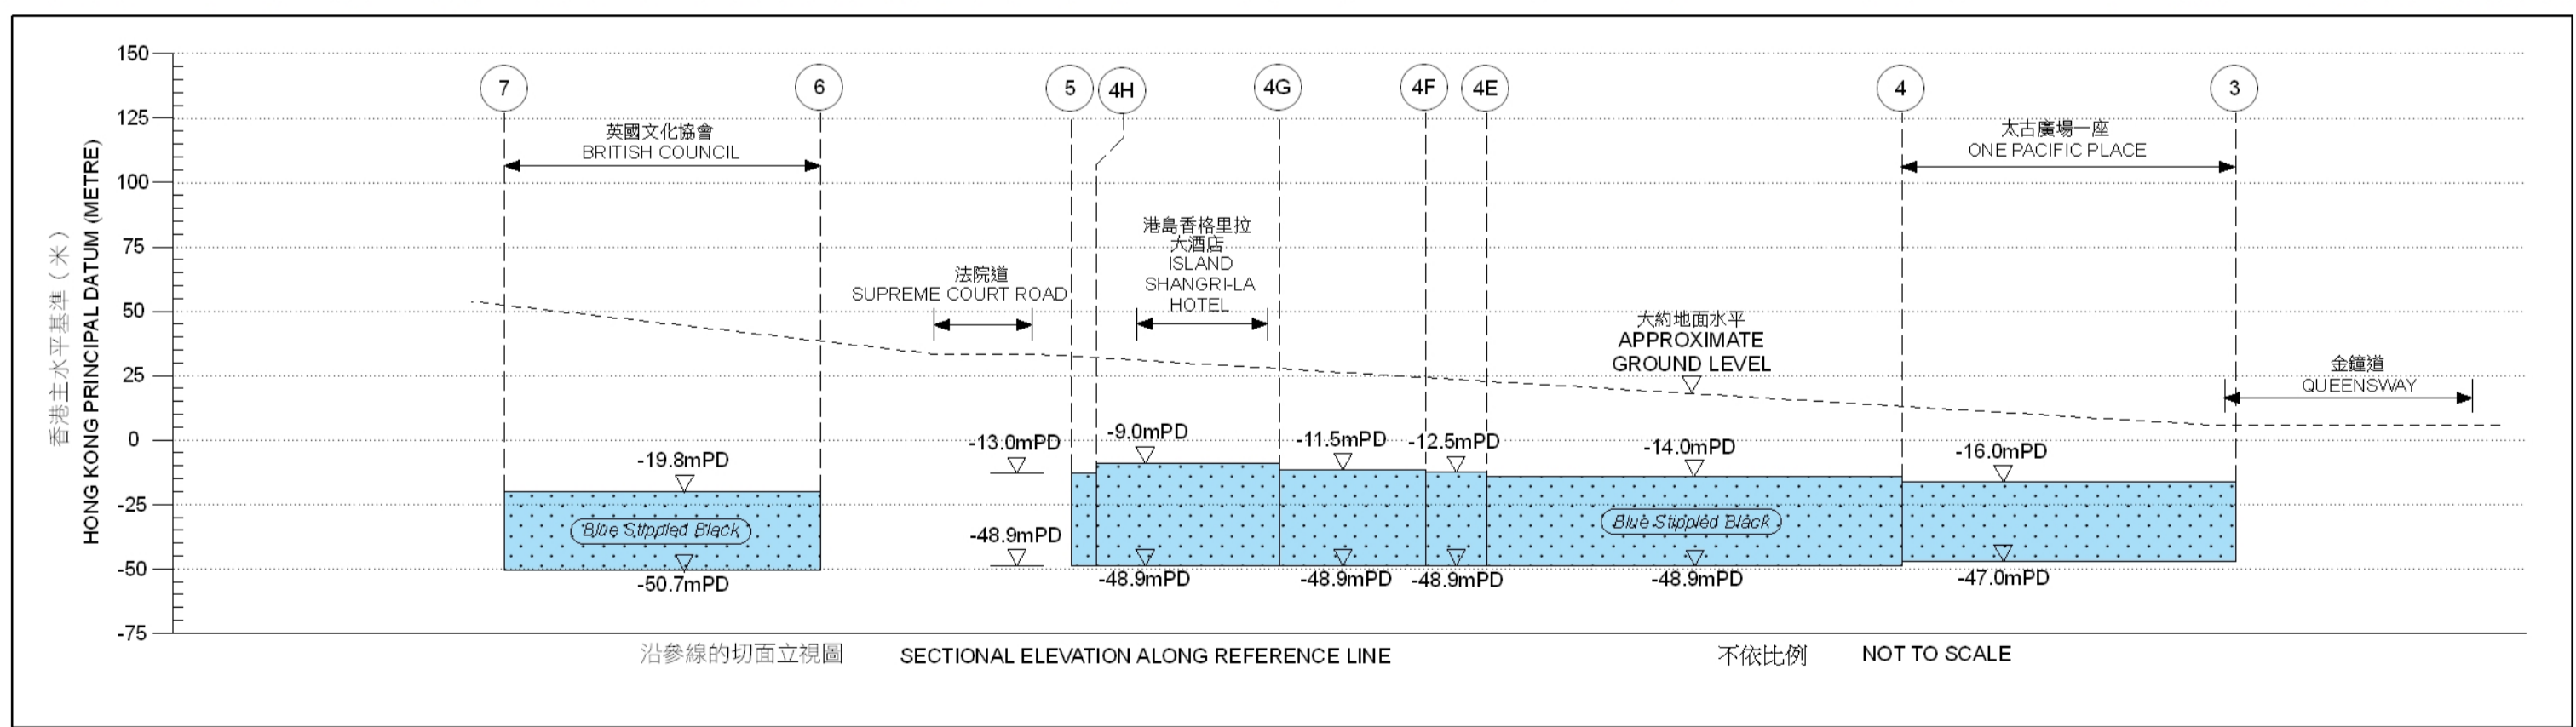 香港主水平基準（米）
HONG KONG PRINCIPAL DATUM (METRE)
150
125
100
75
50
25
0
-25
-50
-75
7
6
5
4H
4G
4F
4E
4
3
英國文化協會
BRITISH COUNCIL
太古廣場一座
ONE PACIFIC PLACE
法院道
SUPREME COURT ROAD
港島香格里拉
大酒店
ISLAND
SHANGRI-LA
HOTEL
大約地面水平
APPROXIMATE
GROUND LEVEL
金鐘道
QUEENSWAY
-19.8mPD
Blue Stippled Black
-50.7mPD
-13.0mPD
-48.9mPD
-9.0mPD
-48.9mPD
-11.5mPD
-48.9mPD
-12.5mPD
-48.9mPD
-14.0mPD
Blue Stippled Black
-48.9mPD
-16.0mPD
-47.0mPD
沿參線的切面立視圖 SECTIONAL ELEVATION ALONG REFERENCE LINE 不依比例 NOT TO SCALE